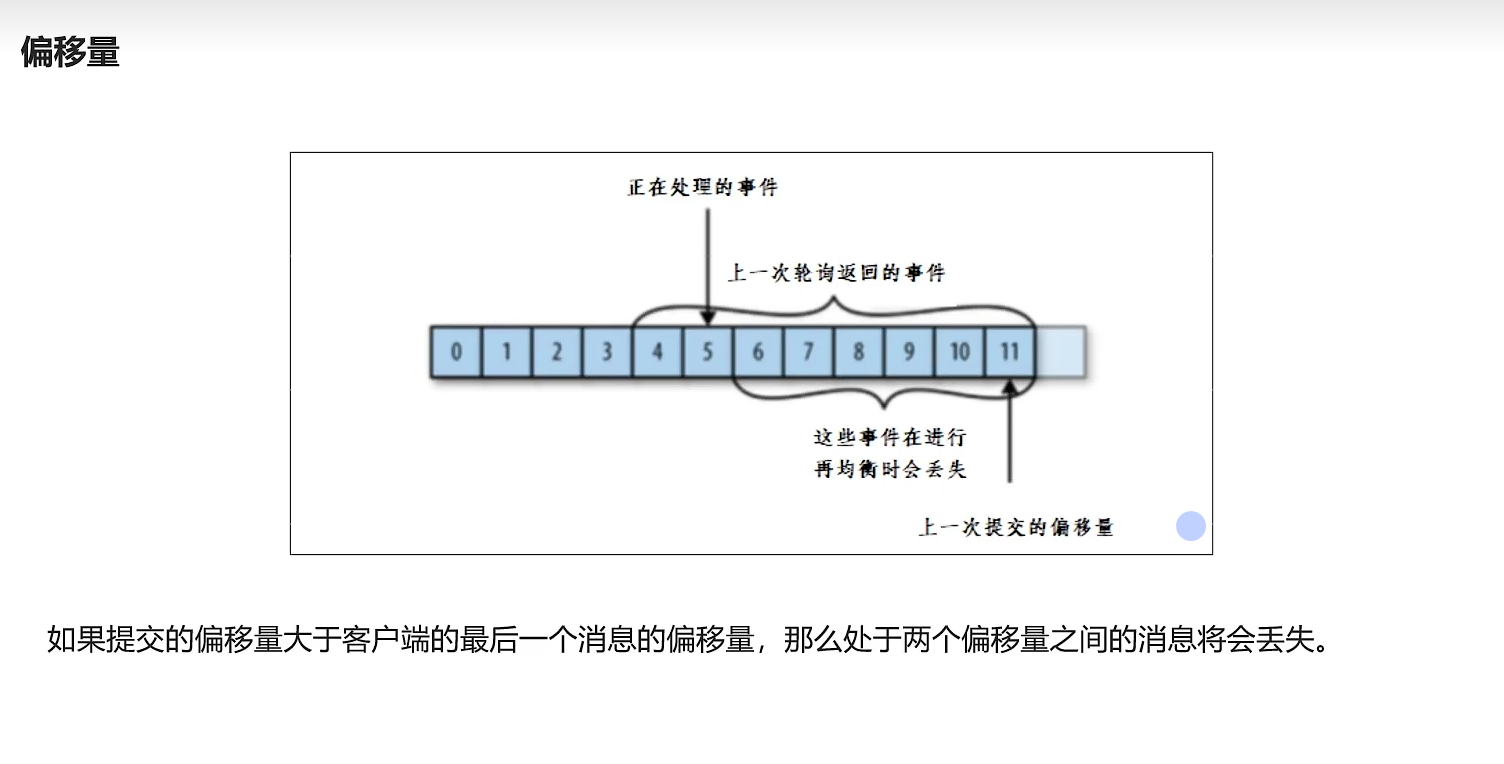 偏移量
正在处理的事件
上一次轮询返回的事件
0 1 2 3 4 5 6 7 8 9 10 11
这些事件在进行
再均衡时会丢失
上一次提交的偏移量
如果提交的偏移量大于客户端的最后一个消息的偏移量，那么处于两个偏移量之间的消息将会丢失。